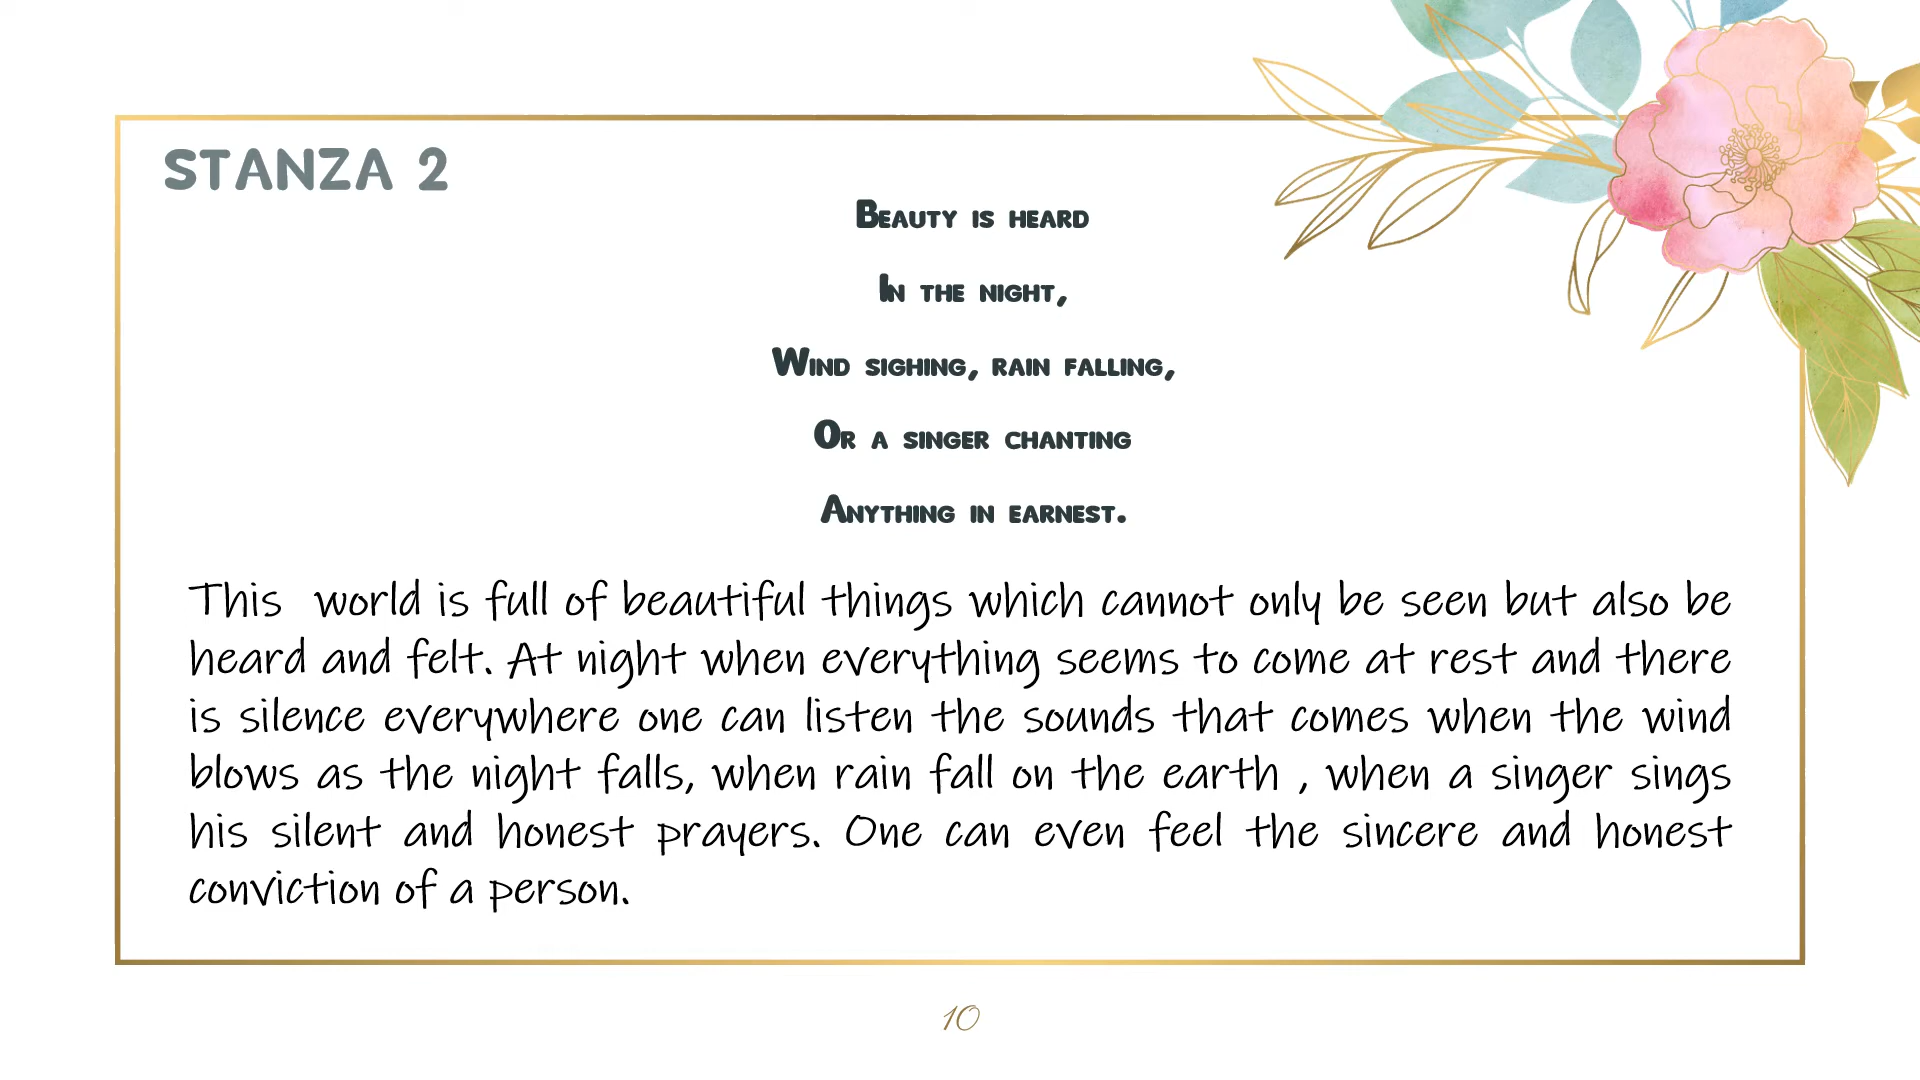 STANZA 2
Beauty is heard
In the night,
Wind sighing, rain falling,
Or a singer chanting
Anything in earnest.
This world is full of beautiful things which cannot only be seen but also be
heard and felt. At night when everything seems to come at rest and there
is silence everywhere one can listen the sounds that comes when the wind
blows as the night falls, when rain fall on the earth , when a singer sings
his silent and honest prayers. One can even feel the sincere and honest
conviction of a person.
10